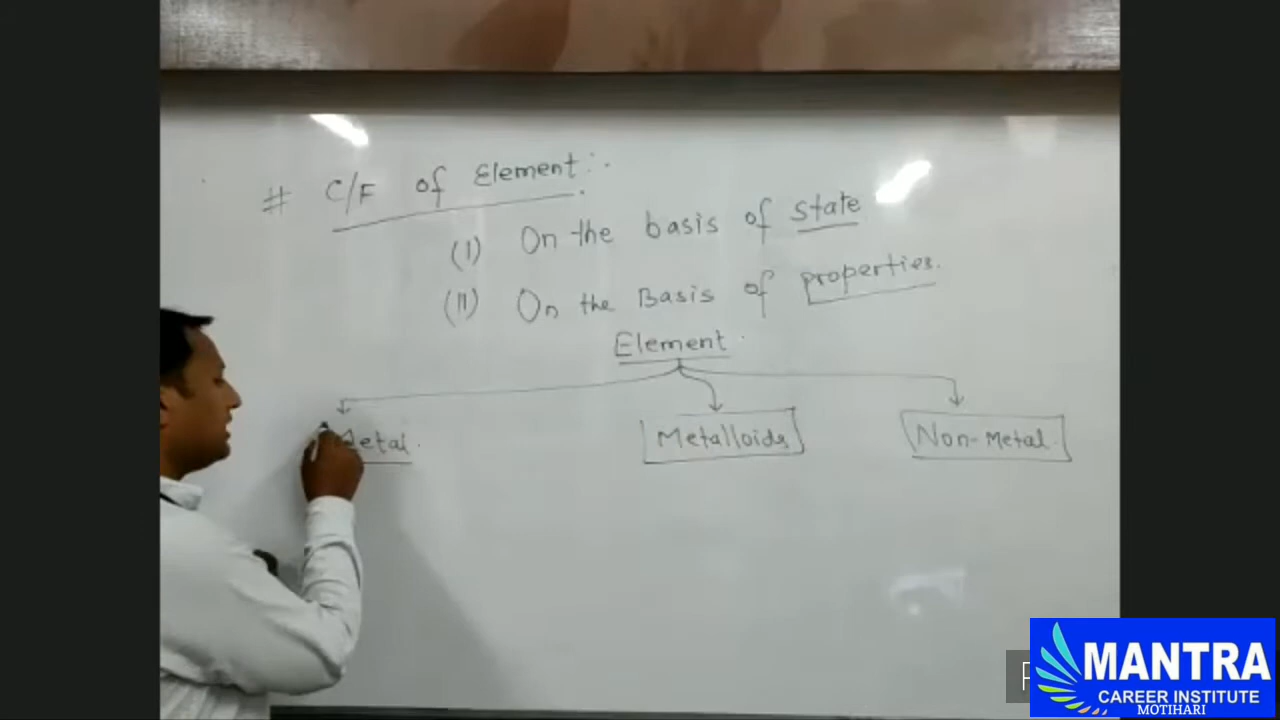 # C/F of Element:-
(I) On the basis of state
(II) On the Basis of properties.
Element
Metalloids
Non-Metal
MANTRA
CAREER INSTITUTE
MOTIHARI